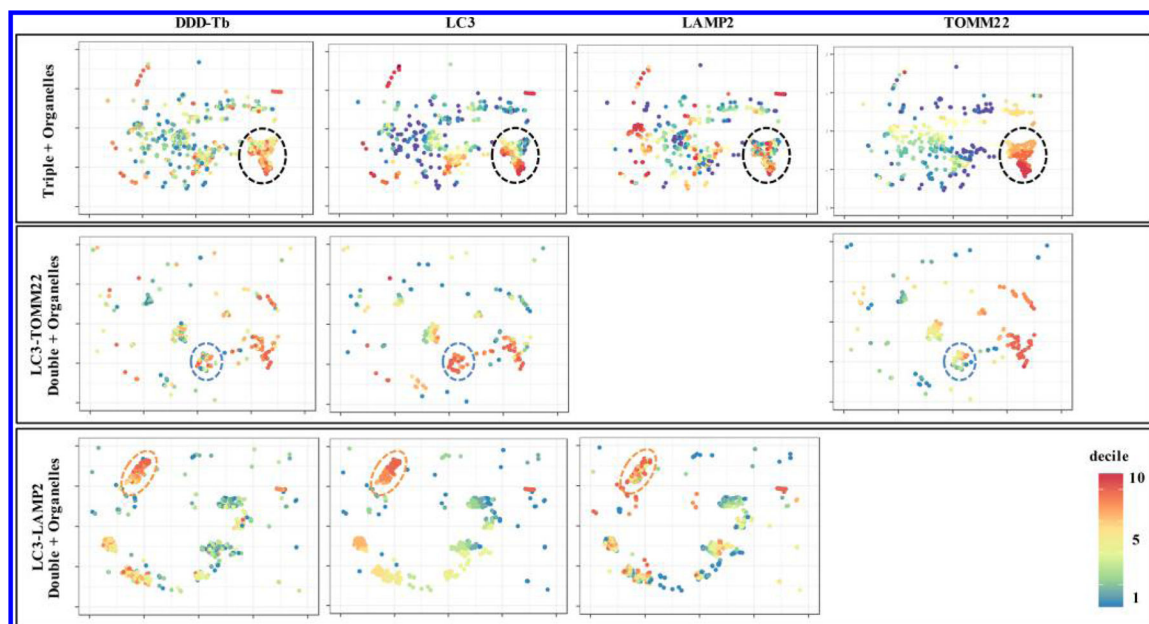 DDD-Tb LC3 LAMP2 TOMM22
Triple + Organelles
LC3-TOMM22
Double + Organelles
LC3-LAMP2
Double + Organelles
decile
10
5
1